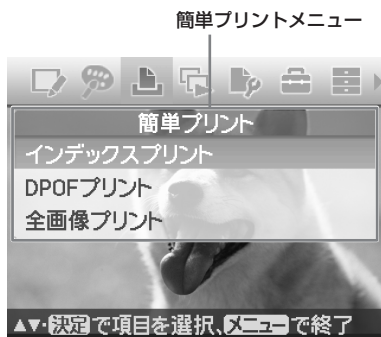 簡単プリントメニュー
簡単プリント
インデックスプリント
DPOFプリント
全画像プリント
▲▼・決定で項目を選択、メニューで終了